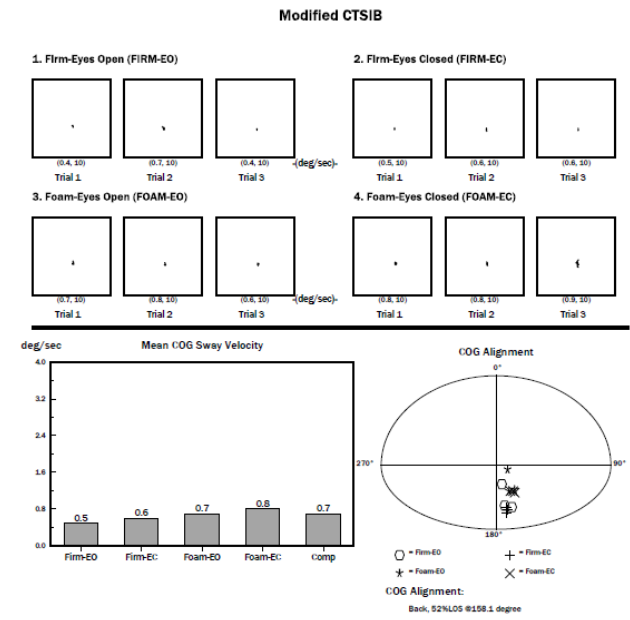 Modified CTSIB
1. Firm-Eyes Open (FIRM-EO)
2. Firm-Eyes Closed (FIRM-EC)
(0.4, 10) (0.7, 10) (0.4, 10) -(deg/sec)- (0.5, 10) (0.6, 10) (0.6, 10)
Trial 1 Trial 2 Trial 3 Trial 1 Trial 2 Trial 3
3. Foam-Eyes Open (FOAM-EO)
4. Foam-Eyes Closed (FOAM-EC)
(0.7, 10) (0.8, 10) (0.6, 10) -(deg/sec)- (0.8, 10) (0.8, 10) (0.9, 10)
Trial 1 Trial 2 Trial 3 Trial 1 Trial 2 Trial 3
deg/sec
Mean COG Sway Velocity
4.0
3.2
2.4
1.6
0.8
0.0
0.5 0.6 0.7 0.8 0.7
Firm-EO Firm-EC Foam-EO Foam-EC Comp
COG Alignment
0°
270° 90°
180°
= Firm-EO = Firm-EC
= Foam-EO = Foam-EC
COG Alignment:
Back, 52%LOS @158.1 degree